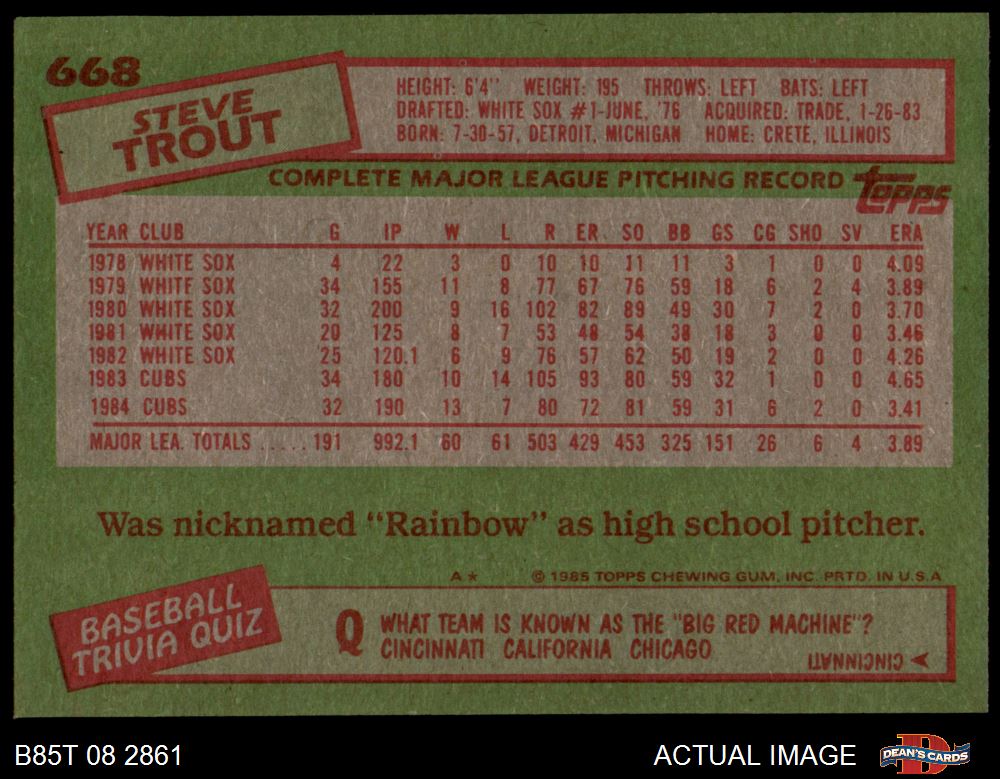 668
STEVE
TROUT
HEIGHT: 6'4" WEIGHT: 195 THROWS: LEFT BATS: LEFT
DRAFTED: WHITE SOX #1-JUNE, '76 ACQUIRED: TRADE, 1-26-83
BORN: 7-30-57, DETROIT, MICHIGAN HOME: CRETE, ILLINOIS
COMPLETE MAJOR LEAGUE PITCHING RECORD topps
YEAR CLUB G IP W L R ER SO BB GS CG SHO SV ERA
1978 WHITE SOX 4 22 3 0 10 10 11 11 3 1 0 0 4.09
1979 WHITE SOX 34 155 11 8 77 67 76 59 18 6 2 4 3.89
1980 WHITE SOX 32 200 9 16 102 82 89 49 30 7 2 0 3.70
1981 WHITE SOX 20 125 8 7 53 48 54 38 18 3 0 0 3.46
1982 WHITE SOX 25 120.1 6 9 76 57 62 50 19 2 0 0 4.26
1983 CUBS 34 180 10 14 105 93 80 59 32 1 0 0 4.65
1984 CUBS 32 190 13 7 80 72 81 59 31 6 2 0 3.41
MAJOR LEA. TOTALS ..... 191 992.1 60 61 503 429 453 325 151 26 6 4 3.89
Was nicknamed "Rainbow" as high school pitcher.
A★ © 1985 TOPPS CHEWING GUM, INC. PRTD. IN U.S.A
BASEBALL
TRIVIA QUIZ
Q WHAT TEAM IS KNOWN AS THE "BIG RED MACHINE"?
CINCINNATI CALIFORNIA CHICAGO
CINCINNATI
B85T 08 2861
ACTUAL IMAGE
D
DEAN'S CARDS